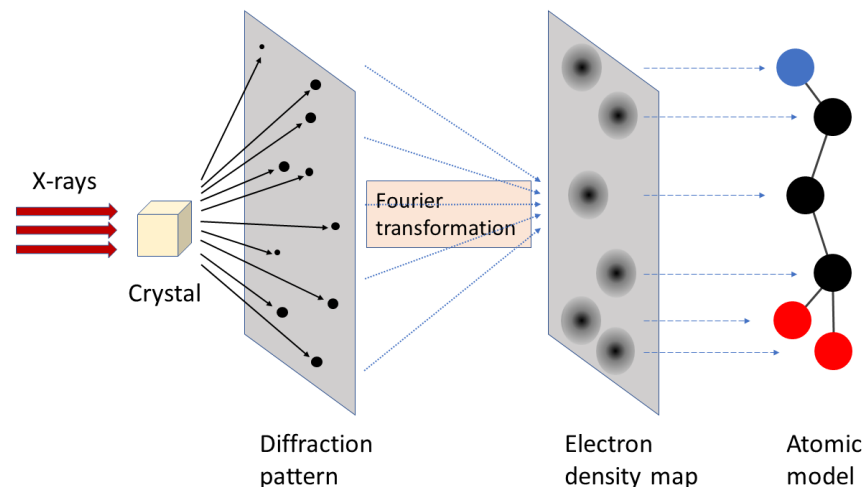 X-rays
Crystal
Diffraction
pattern
Fourier
transformation
Electron
density map
Atomic
model